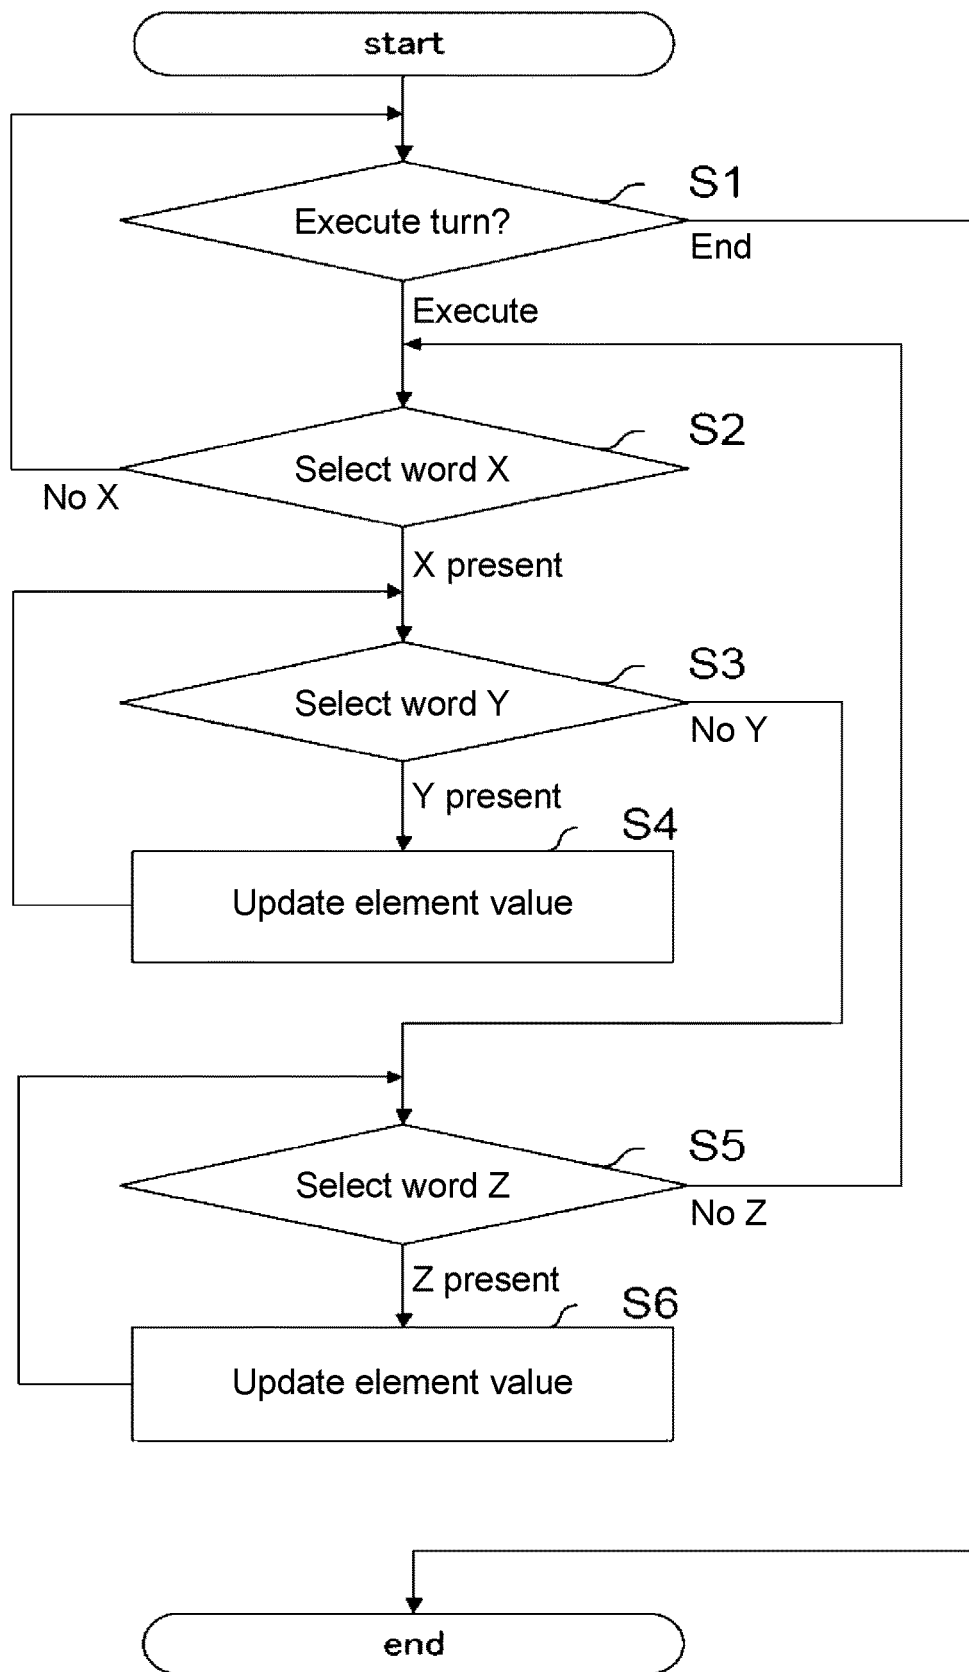 start
S1
Execute turn?
End
Execute
S2
Select word X
No X
X present
S3
Select word Y
No Y
Y present
S4
Update element value
S5
Select word Z
No Z
Z present
S6
Update element value
end